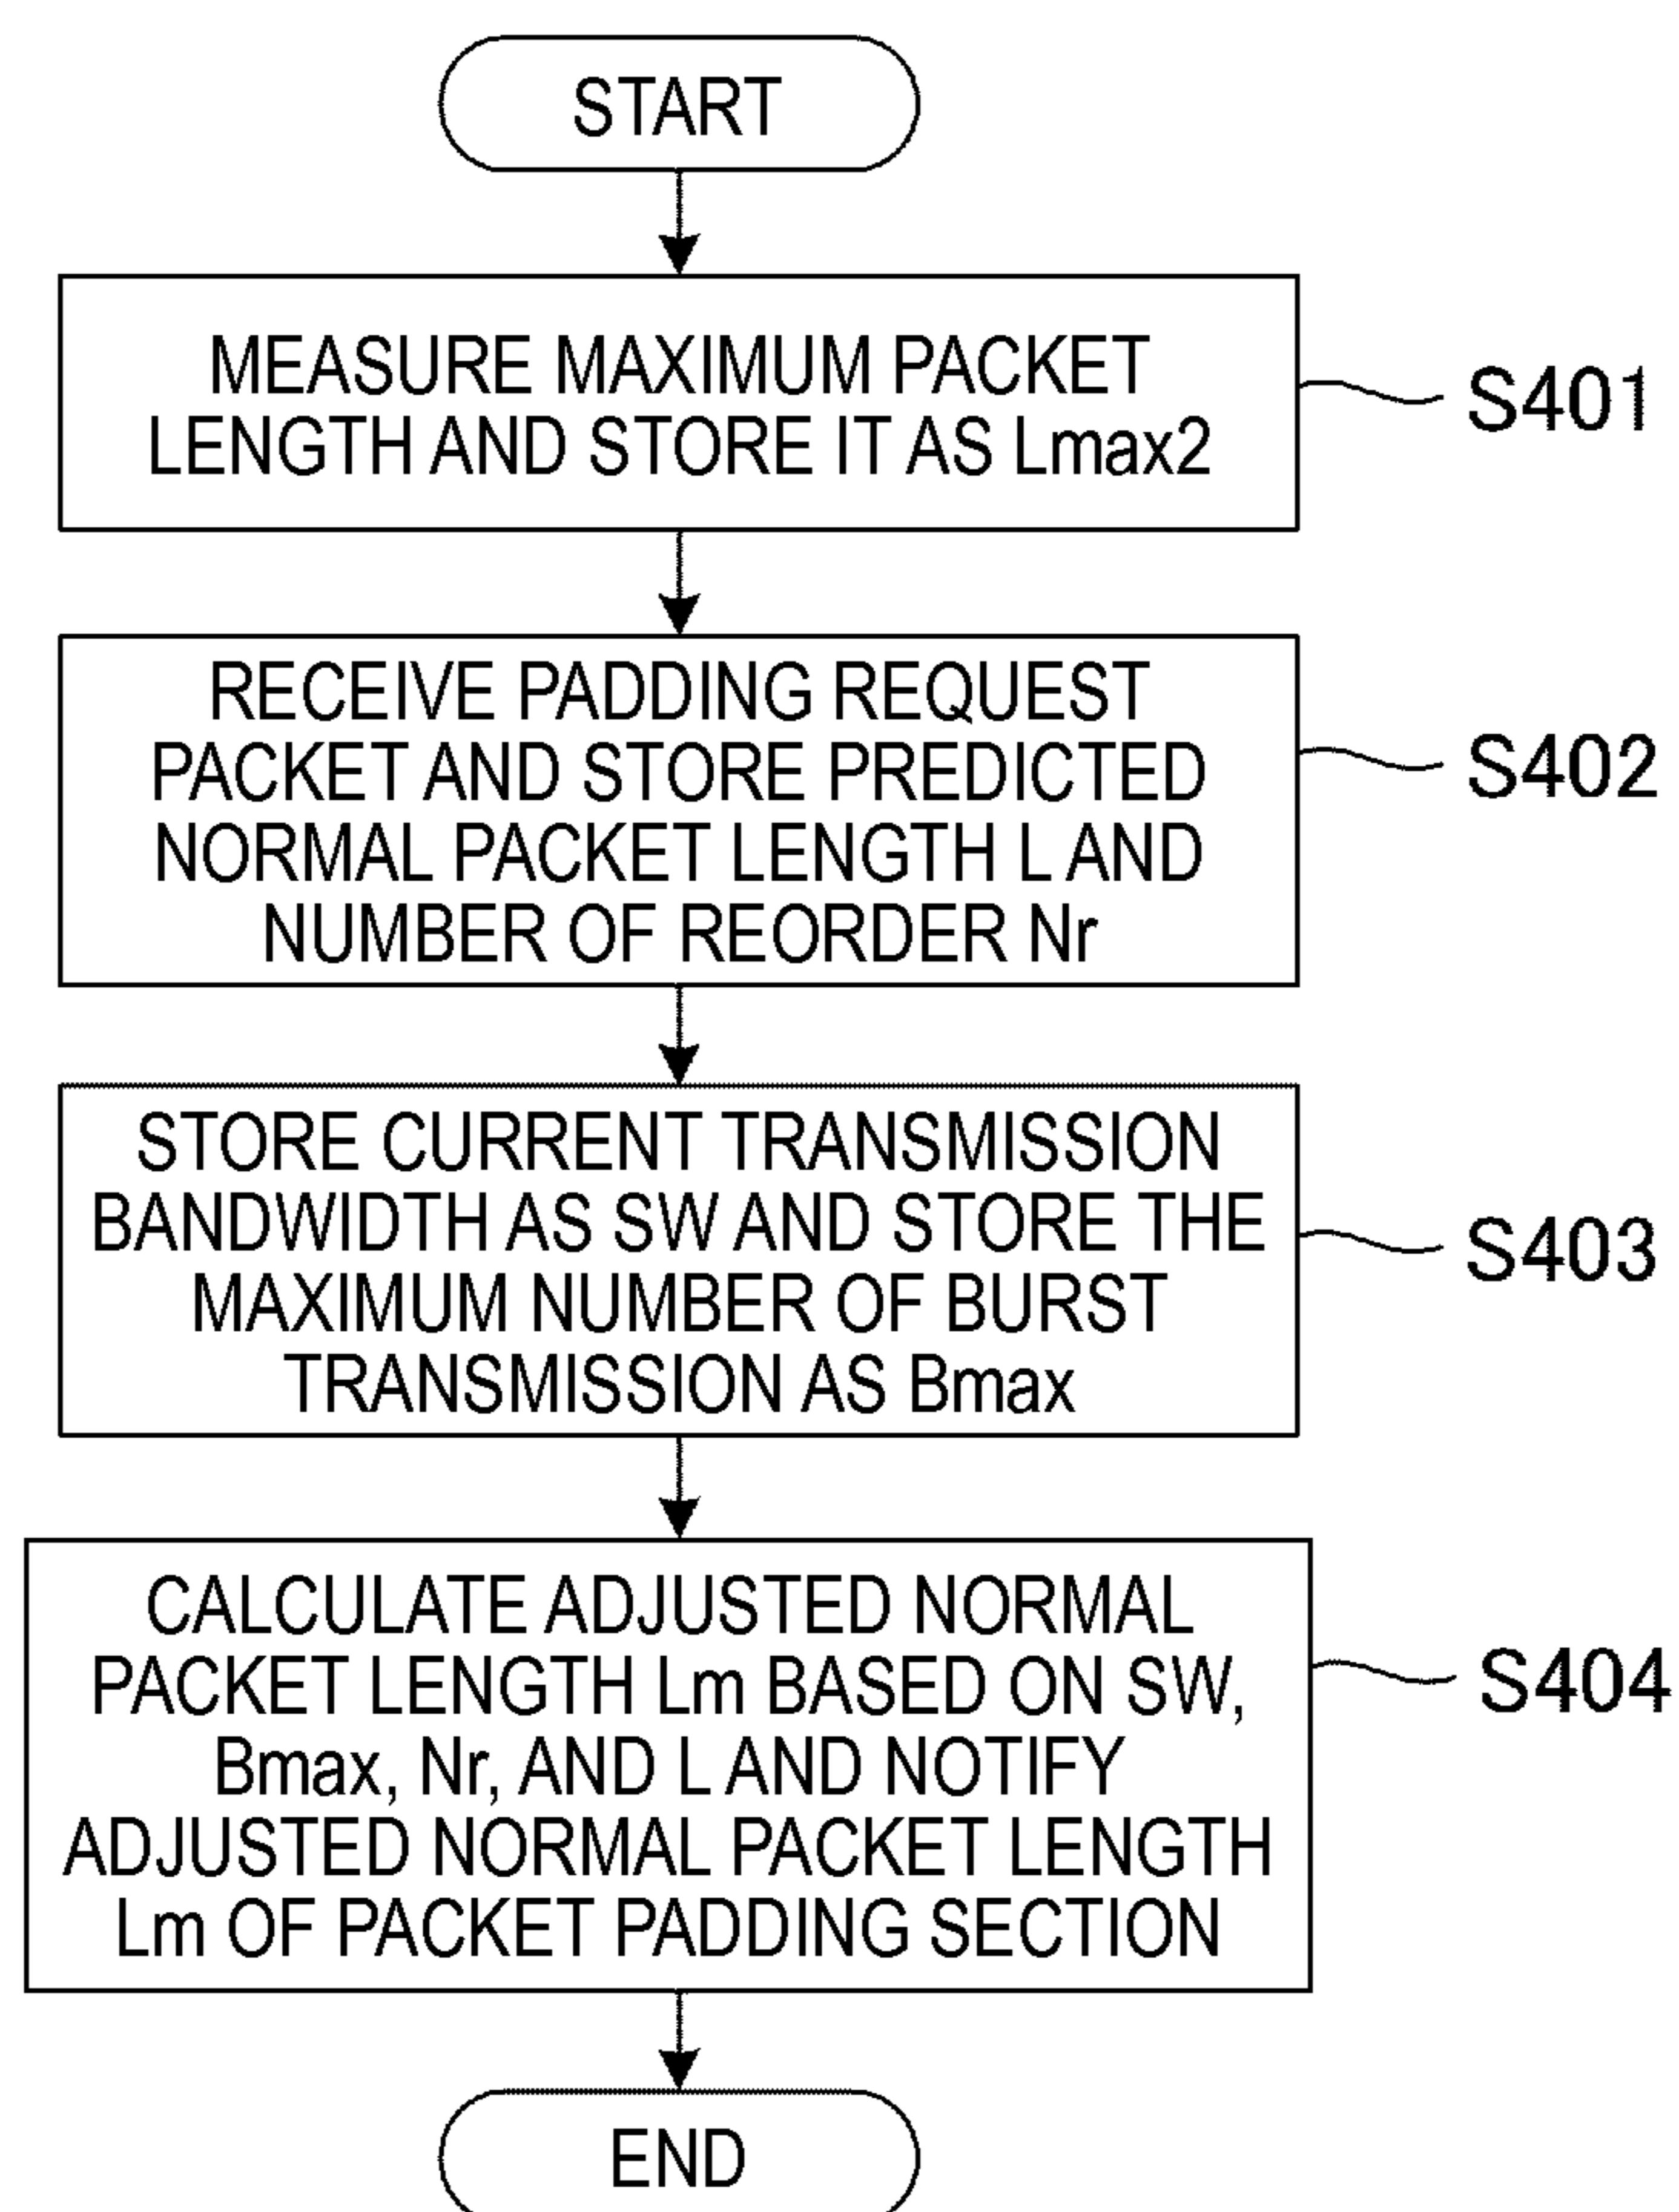 START
MEASURE MAXIMUM PACKET
LENGTH AND STORE IT AS Lmax2
S401
RECEIVE PADDING REQUEST
PACKET AND STORE PREDICTED
NORMAL PACKET LENGTH L AND
NUMBER OF REORDER Nr
S402
STORE CURRENT TRANSMISSION
BANDWIDTH AS SW AND STORE THE
MAXIMUM NUMBER OF BURST
TRANSMISSION AS Bmax
S403
CALCULATE ADJUSTED NORMAL
PACKET LENGTH Lm BASED ON SW,
Bmax, Nr, AND L AND NOTIFY
ADJUSTED NORMAL PACKET LENGTH
Lm OF PACKET PADDING SECTION
S404
END